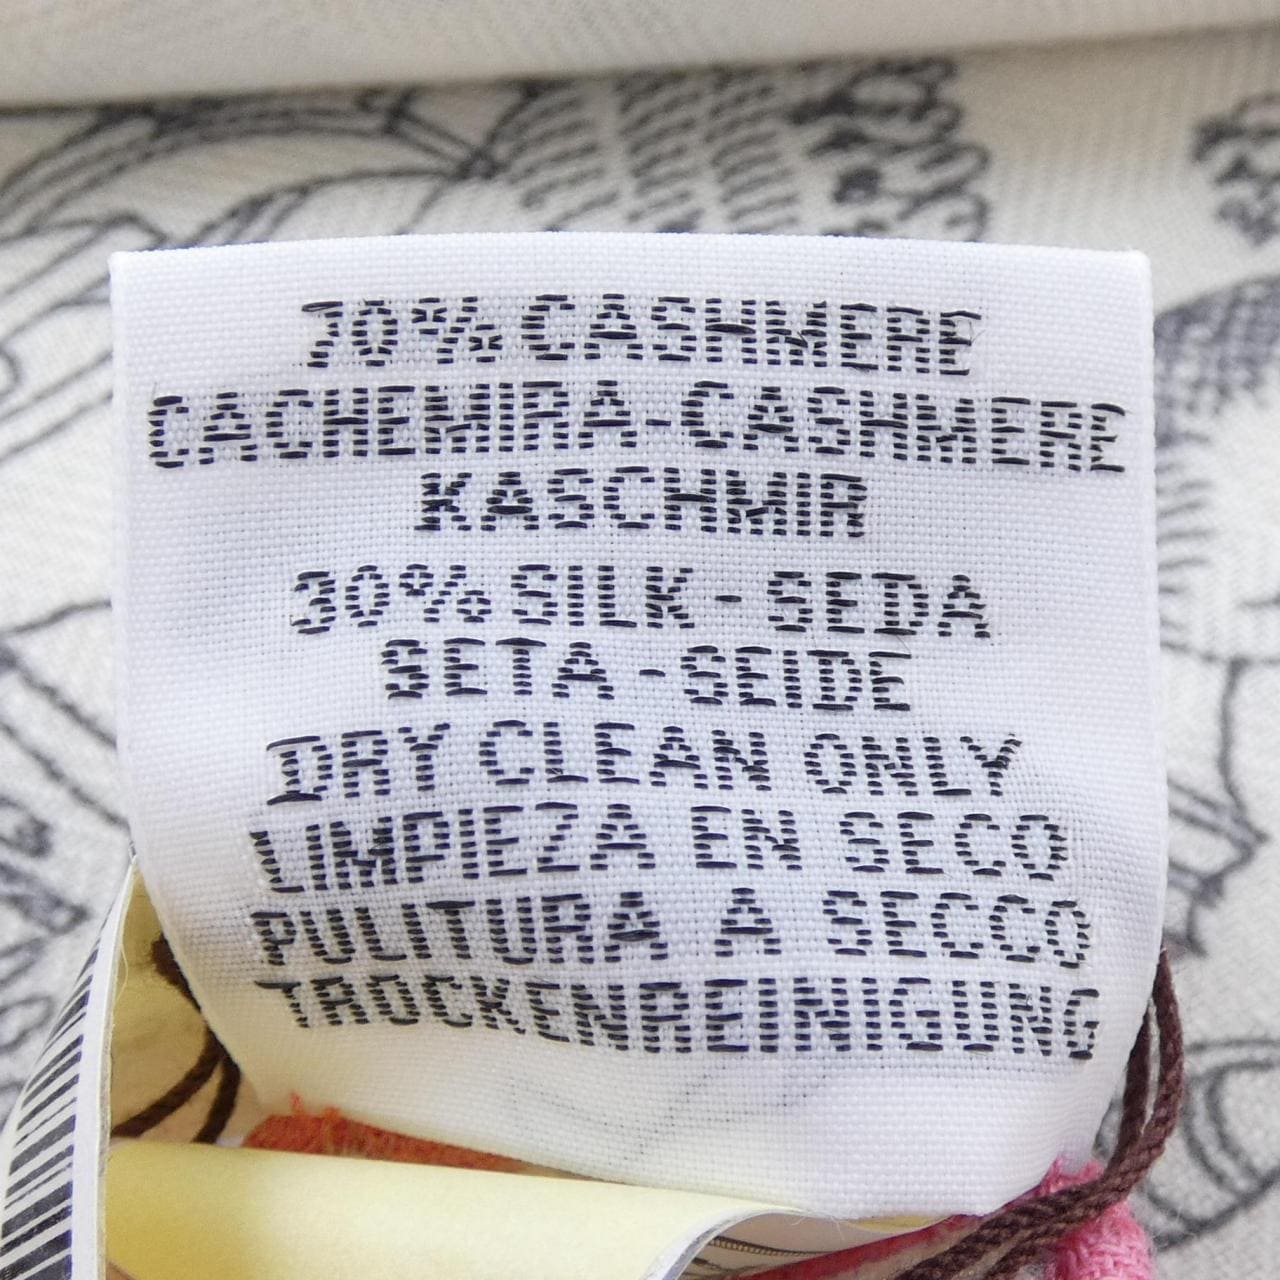 70% CASHMERE
CACHEMIRA-CASHMERE
KASCHMIR
30% SILK - SEDA
SETA - SEIDE
DRY CLEAN ONLY
LIMPIEZA EN SECO
PULITURA A SECCO
TROCKENREINIGUNG